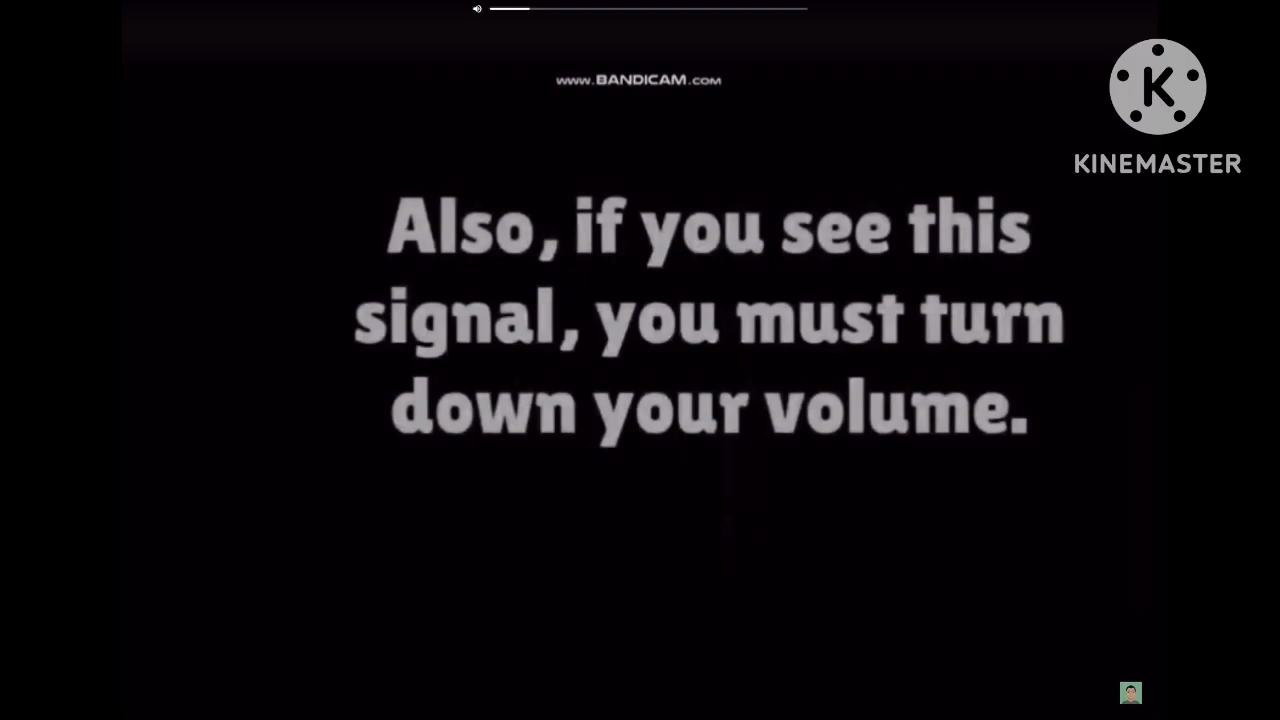 www.BANDICAM.com
K
KINEMASTER
Also, if you see this
signal, you must turn
down your volume.